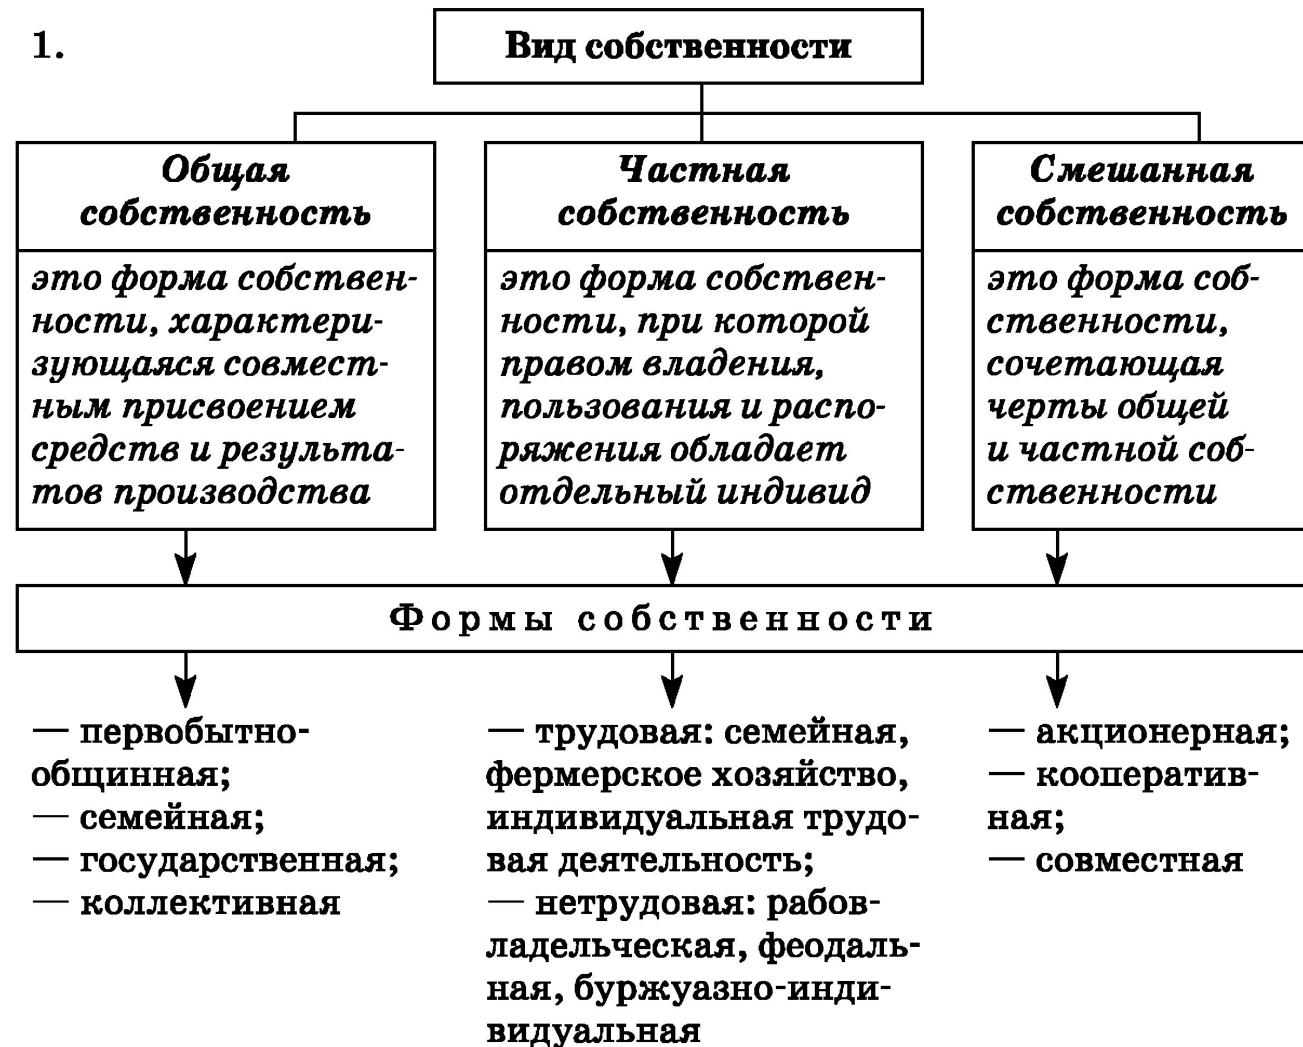 1.
Вид собственности
Общая
собственность
это форма собствен-
ности, характери-
зующаяся совмест-
ным присвоением
средств и результа-
тов производства
Частная
собственность
это форма собствен-
ности, при которой
правом владения,
пользования и распо-
ряжения обладает
отдельный индивид
Смешанная
собственность
это форма соб-
ственности,
сочетающая
черты общей
и частной соб-
ственности
Формы собственности
— первобытно-
общинная;
— семейная;
— государственная;
— коллективная
— трудовая: семейная,
фермерское хозяйство,
индивидуальная трудо-
вая деятельность;
— нетрудовая: рабов-
ладельческая, феодаль-
ная, буржуазно-инди-
видуальная
— акционерная;
— кооператив-
ная;
— совместная